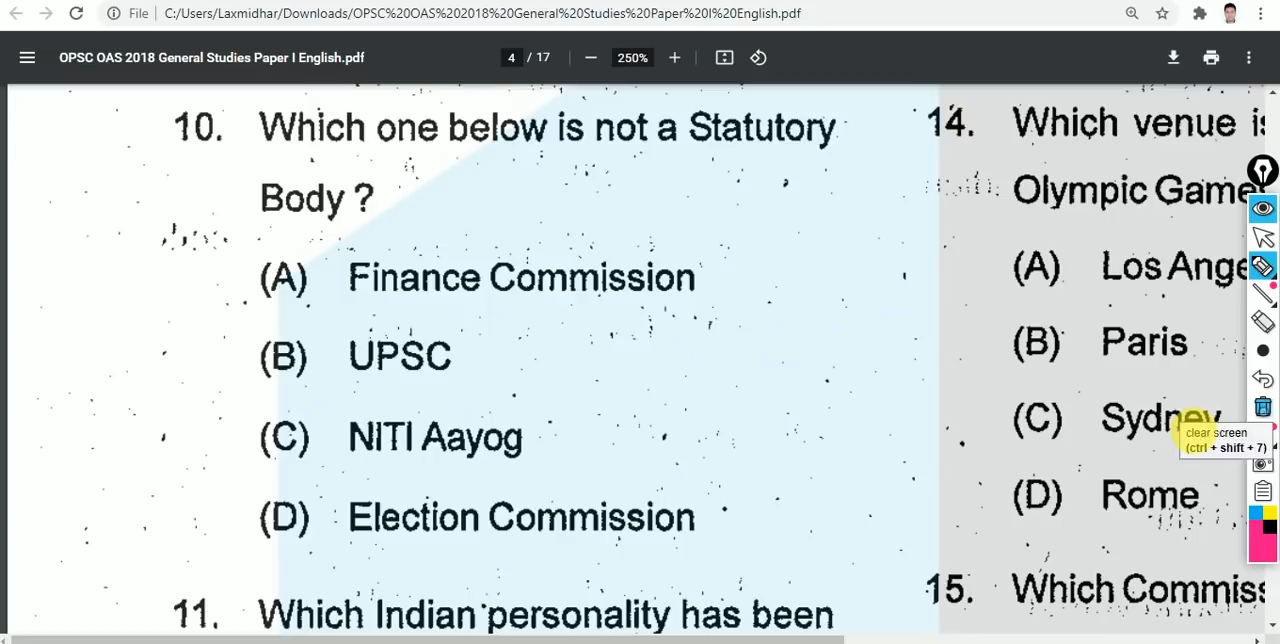 File | C:/Users/Laxmidhar/Downloads/OPSC%20OAS%202018%20General%20Studies%20Paper%20I%20English.pdf
OPSC OAS 2018 General Studies Paper I English.pdf 4 / 17 250%
10. Which one below is not a Statutory
Body ?
(A) Finance Commission
(B) UPSC
(C) NITI Aayog
(D) Election Commission
11. Which Indian personality has been
14. Which venue is
Olympic Games
(A) Los Ange
(B) Paris
(C) Sydney
(D) Rome
15. Which Commiss
clear screen
(ctrl + shift + 7)